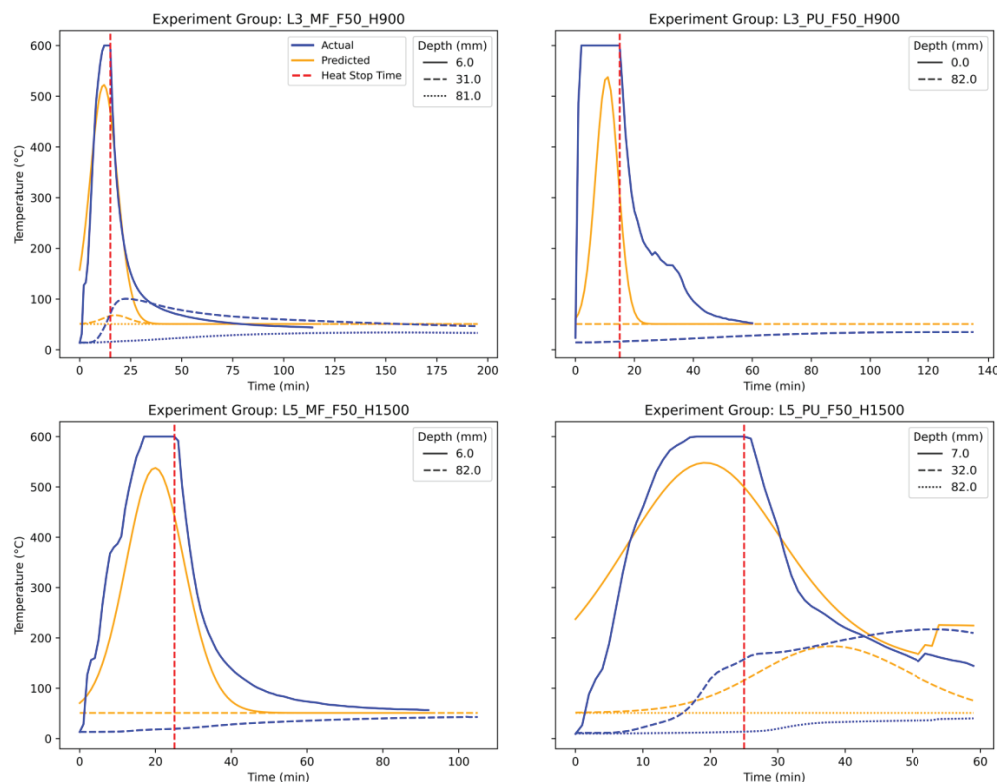 Experiment Group: L3_MF_F50_H900
Temperature (°C)
600
500
400
300
200
100
0
Actual
Predicted
Heat Stop Time
Depth (mm)
6.0
31.0
81.0
0 25 50 75 100 125 150 175 200
Time (min)
Experiment Group: L3_PU_F50_H900
Depth (mm)
0.0
82.0
0 20 40 60 80 100 120 140
Time (min)
Experiment Group: L5_MF_F50_H1500
Temperature (°C)
600
500
400
300
200
100
0
Depth (mm)
6.0
82.0
0 20 40 60 80 100
Time (min)
Experiment Group: L5_PU_F50_H1500
Depth (mm)
7.0
32.0
82.0
0 10 20 30 40 50 60
Time (min)